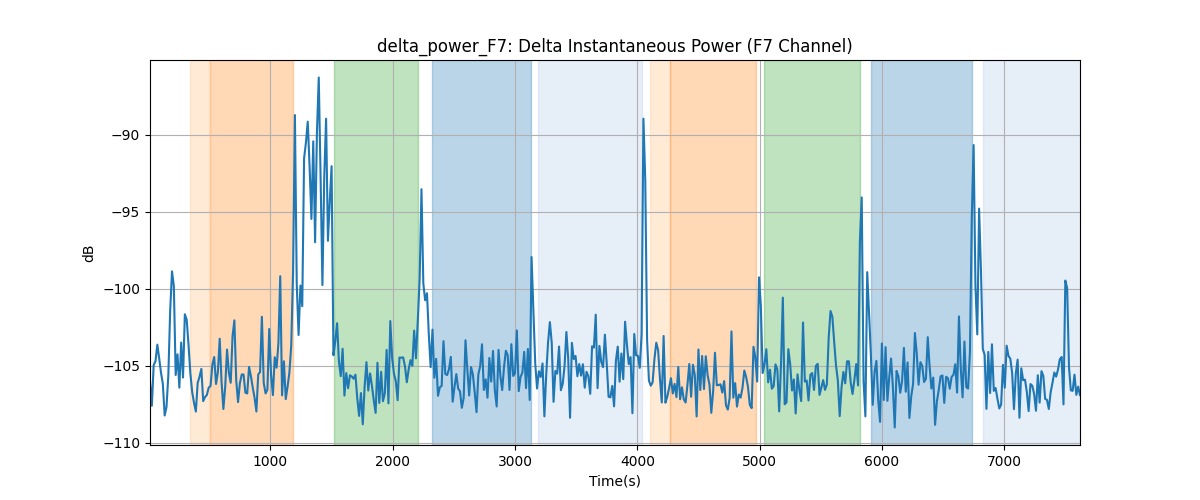 delta_power_F7: Delta Instantaneous Power (F7 Channel)
−90
−95
−100
−105
−110
dB
1000 2000 3000 4000 5000 6000 7000
Time(s)